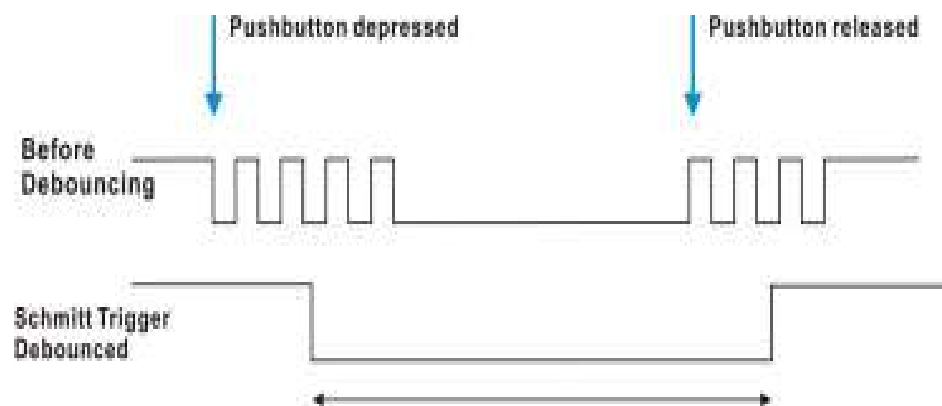 Pushbutton depressed
Pushbutton released
Before
Debouncing
Schmitt Trigger
Debounced